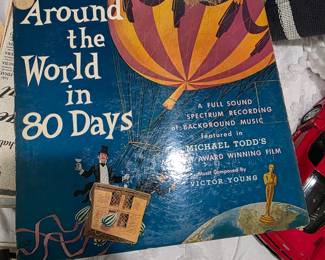 Around
the
World
in
80 Days
A FULL SOUND
SPECTRUM RECORDING
of BACKGROUND MUSIC
featured in
MICHAEL TODD'S
AWARD WINNING FILM
Music Composed by
VICTOR YOUNG